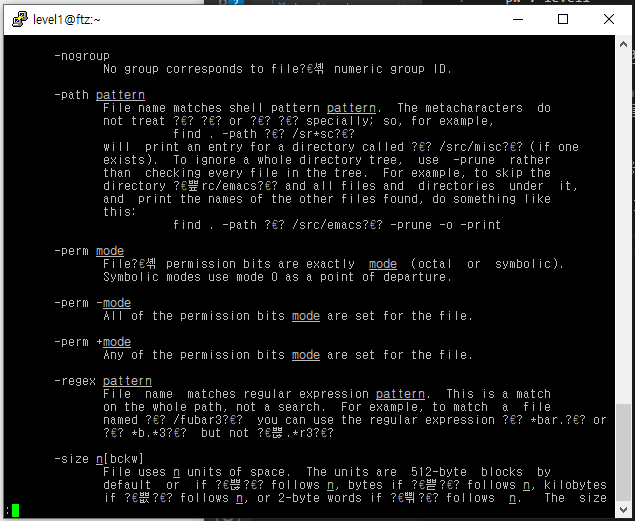 level1@ftz:~
-nogroup
No group corresponds to file?€셲 numeric group ID.
-path pattern
File name matches shell pattern pattern. The metacharacters do
not treat ?€? ?€? or ?€? ?€? specially; so, for example,
find . -path ?€? /sr*sc?€?
will print an entry for a directory called ?€? /src/misc?€? (if one
exists). To ignore a whole directory tree, use -prune rather
than checking every file in the tree. For example, to skip the
directory ?€쁲rc/emacs?€? and all files and directories under it,
and print the names of the other files found, do something like
this:
find . -path ?€? /src/emacs?€? -prune -o -print
-perm mode
File?€셲 permission bits are exactly mode (octal or symbolic).
Symbolic modes use mode 0 as a point of departure.
-perm -mode
All of the permission bits mode are set for the file.
-perm +mode
Any of the permission bits mode are set for the file.
-regex pattern
File name matches regular expression pattern. This is a match
on the whole path, not a search. For example, to match a file
named ?€? /fubar3?€? you can use the regular expression ?€? *bar.?€? or
?€? *b.*3?€? but not ?€.*r3?€?
-size n[bckw]
File uses n units of space. The units are 512-byte blocks by
default or if follows n, bytes if follows n, kilobytes
if follows n, or 2-byte words if follows n. The size
: